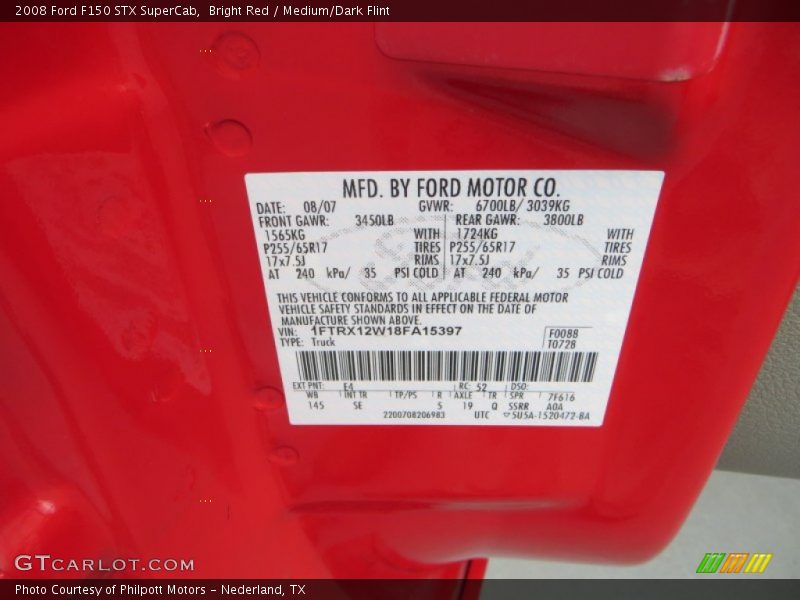 2008 Ford F150 STX SuperCab,  Bright Red / Medium/Dark Flint
MFD. BY FORD MOTOR CO.
DATE: 08/07 GVWR: 6700LB/ 3039KG
FRONT GAWR: 3450LB REAR GAWR: 3800LB
1565KG WITH 1724KG WITH
P255/65R17 TIRES P255/65R17 TIRES
17x7.5J RIMS 17x7.5J RIMS
AT 240 kPa/ 35 PSI COLD AT 240 kPa/ 35 PSI COLD
THIS VEHICLE CONFORMS TO ALL APPLICABLE FEDERAL MOTOR
VEHICLE SAFETY STANDARDS IN EFFECT ON THE DATE OF
MANUFACTURE SHOWN ABOVE.
VIN: 1FTRX12W18FA15397 F0088
TYPE: Truck T0728
EXT PNT: E4 RC: 52 DSO:
WB INT TR TP/PS R AXLE TR SPR 7F616
145 SE 5 19 Q SSRR A0A
2200708206983 UTC 5U5A-1520472-BA
GTCARLOT.COM
Photo Courtesy of Philpott Motors - Nederland, TX